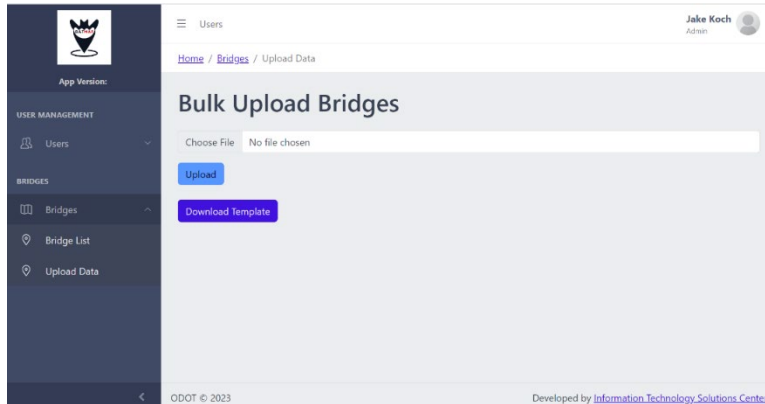 App Version:
USER MANAGEMENT
Users
BRIDGES
Bridges
Bridge List
Upload Data
Users
Jake Koch
Admin
Home / Bridges / Upload Data
Bulk Upload Bridges
Choose File No file chosen
Upload
Download Template
ODOT © 2023
Developed by Information Technology Solutions Cente